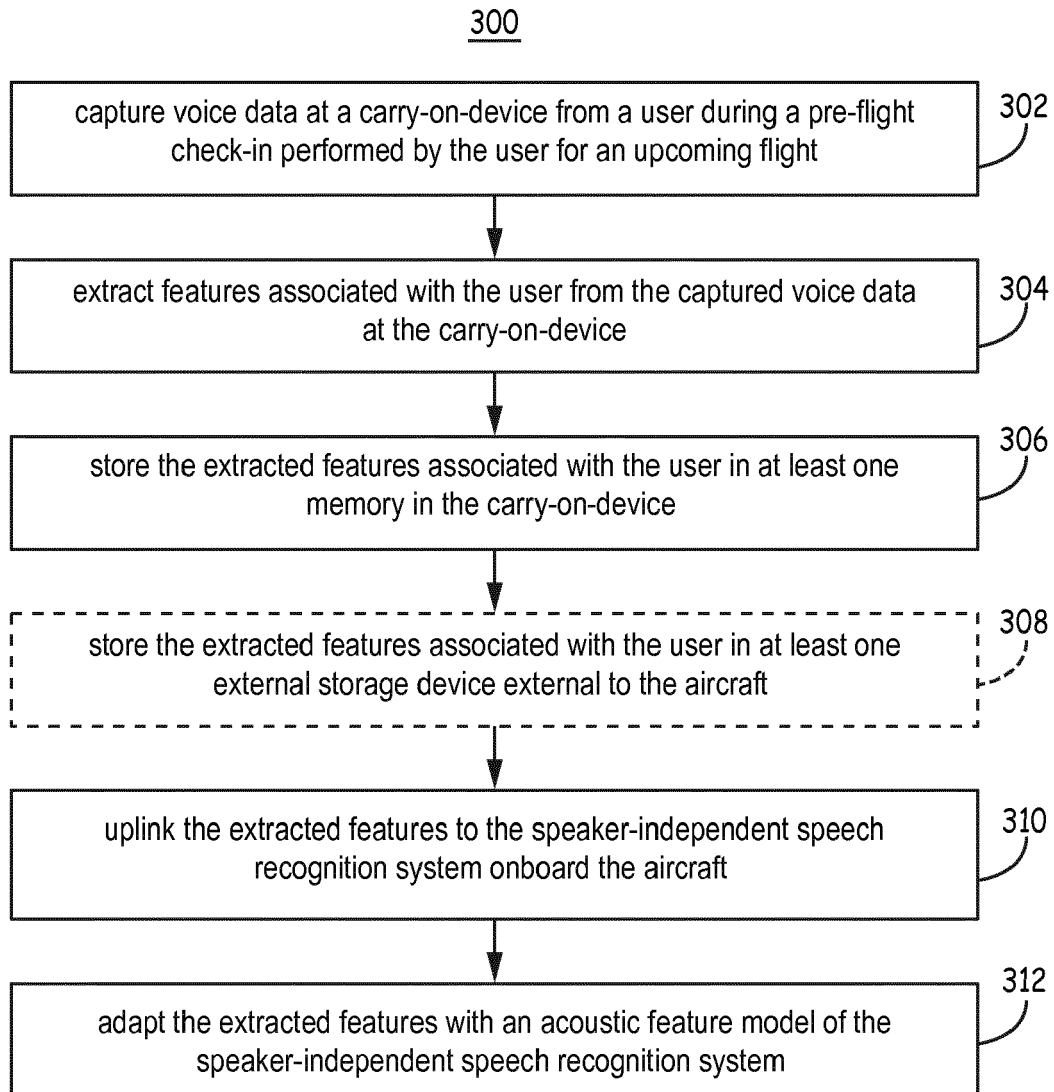 300
capture voice data at a carry-on-device from a user during a pre-flight
check-in performed by the user for an upcoming flight
302
extract features associated with the user from the captured voice data
at the carry-on-device
304
store the extracted features associated with the user in at least one
memory in the carry-on-device
306
store the extracted features associated with the user in at least one
external storage device external to the aircraft
308
uplink the extracted features to the speaker-independent speech
recognition system onboard the aircraft
310
adapt the extracted features with an acoustic feature model of the
speaker-independent speech recognition system
312